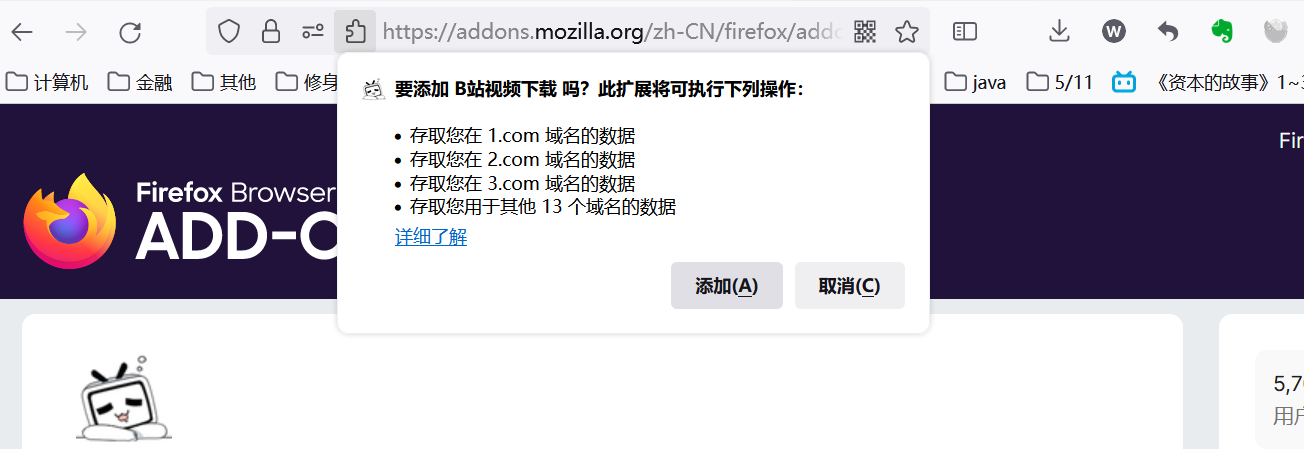 https://addons.mozilla.org/zh-CN/firefox/addo
W
计算机
金融
其他
修身
java
5/11
《资本的故事》1~3
要添加 B站视频下载 吗？此扩展将可执行下列操作：
存取您在 1.com 域名的数据
存取您在 2.com 域名的数据
存取您在 3.com 域名的数据
存取您用于其他 13 个域名的数据
详细了解
添加(A)
取消(C)
Firefox Browser
ADD-O
Fir
5,70
用户